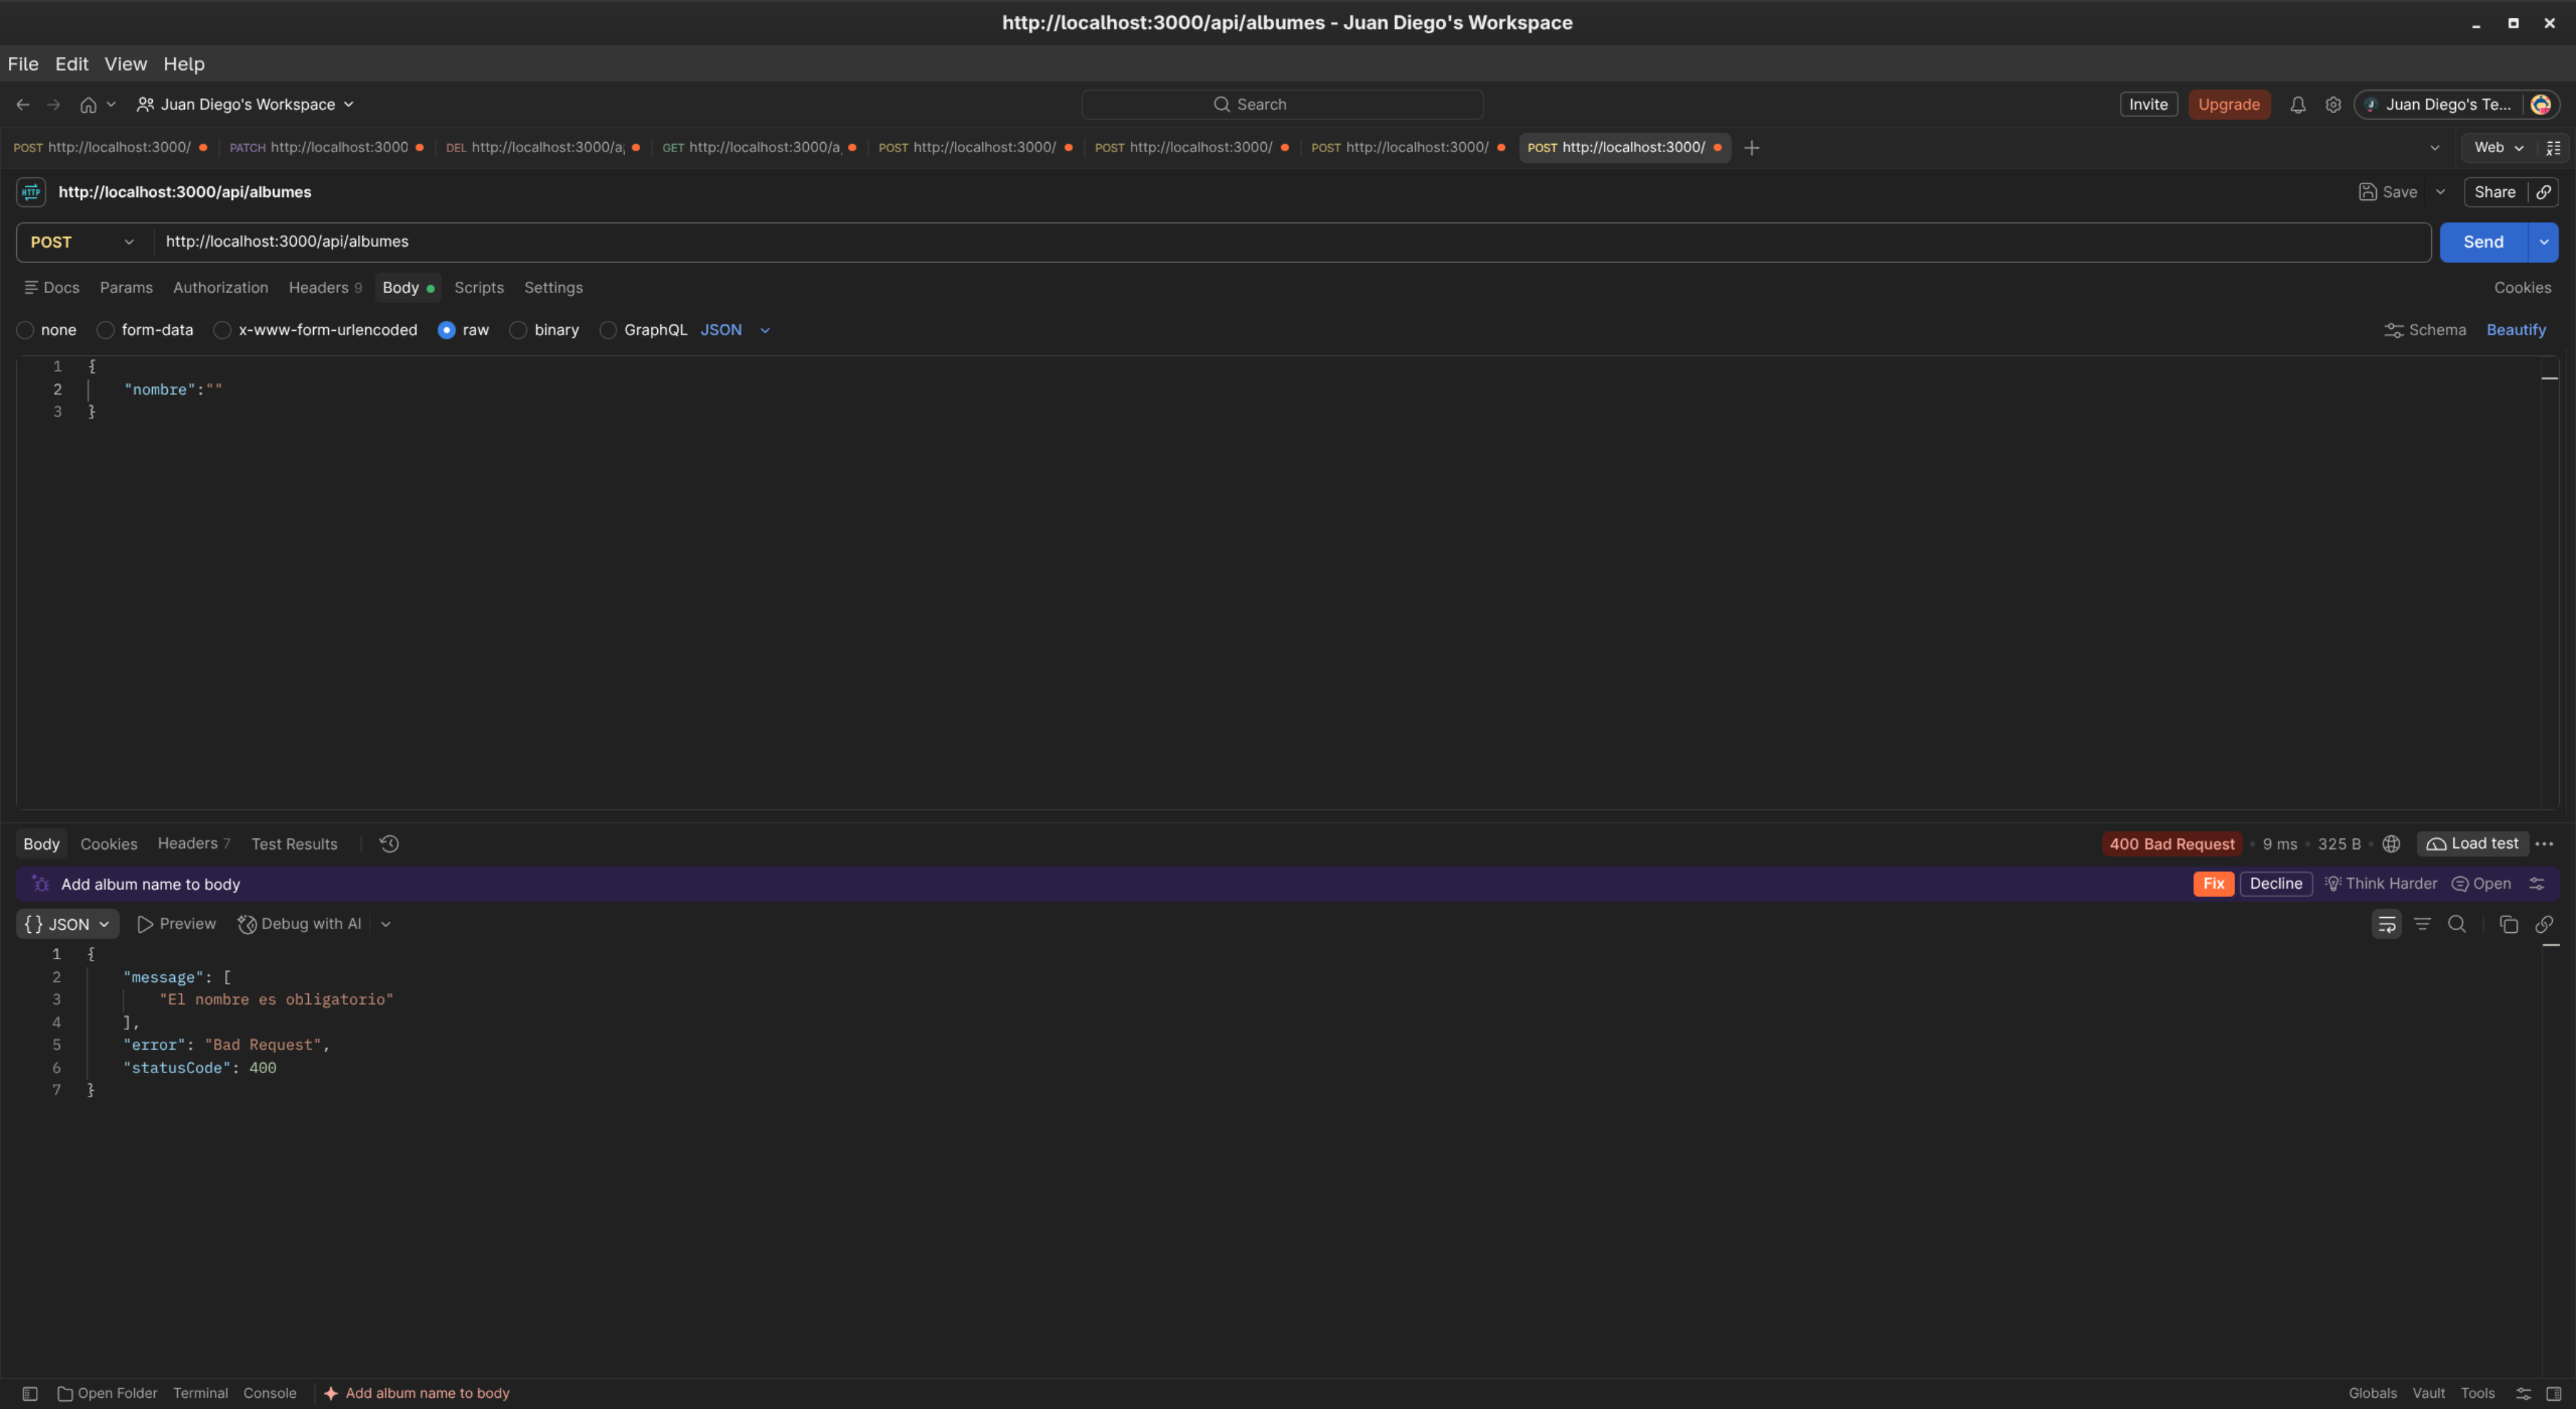 http://localhost:3000/api/albumes - Juan Diego's Workspace
File Edit View Help
Juan Diego's Workspace Search Invite Upgrade Juan Diego's Te...
POST http://localhost:3000/ PATCH http://localhost:3000 DEL http://localhost:3000/a GET http://localhost:3000/a POST http://localhost:3000/ POST http://localhost:3000/ POST http://localhost:3000/ POST http://localhost:3000/ Web
HTTP http://localhost:3000/api/albumes Save Share
POST http://localhost:3000/api/albumes Send
Docs Params Authorization Headers 9 Body Scripts Settings Cookies
none form-data x-www-form-urlencoded raw binary GraphQL JSON Schema Beautify
1 {
2 "nombre":""
3 }
Body Cookies Headers 7 Test Results 400 Bad Request 9 ms 325 B Load test
Add album name to body Fix Decline Think Harder Open
{} JSON Preview Debug with AI
1 {
2 "message": [
3 "El nombre es obligatorio"
4 ],
5 "error": "Bad Request",
6 "statusCode": 400
7 }
Open Folder Terminal Console Add album name to body Globals Vault Tools